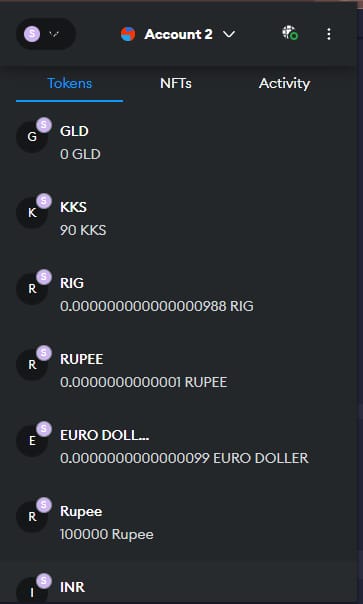 S
Account 2
Tokens NFTs Activity
G S GLD
0 GLD
K S KKS
90 KKS
R S RIG
0.000000000000000988 RIG
R S RUPEE
0.0000000000001 RUPEE
E S EURO DOLL...
0.0000000000000099 EURO DOLLER
R S Rupee
100000 Rupee
I S INR